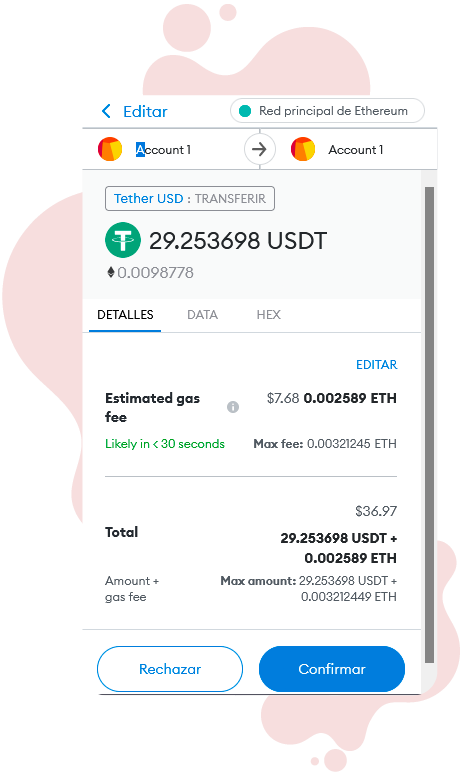 Editar
Red principal de Ethereum
Account 1
Account 1
Tether USD : TRANSFERIR
29.253698 USDT
0.0098778
DETALLES DATA HEX
EDITAR
Estimated gas fee $7.68 0.002589 ETH
Likely in < 30 seconds Max fee: 0.00321245 ETH
$36.97
Total 29.253698 USDT +
0.002589 ETH
Amount + Max amount: 29.253698 USDT +
gas fee 0.003212449 ETH
Rechazar Confirmar